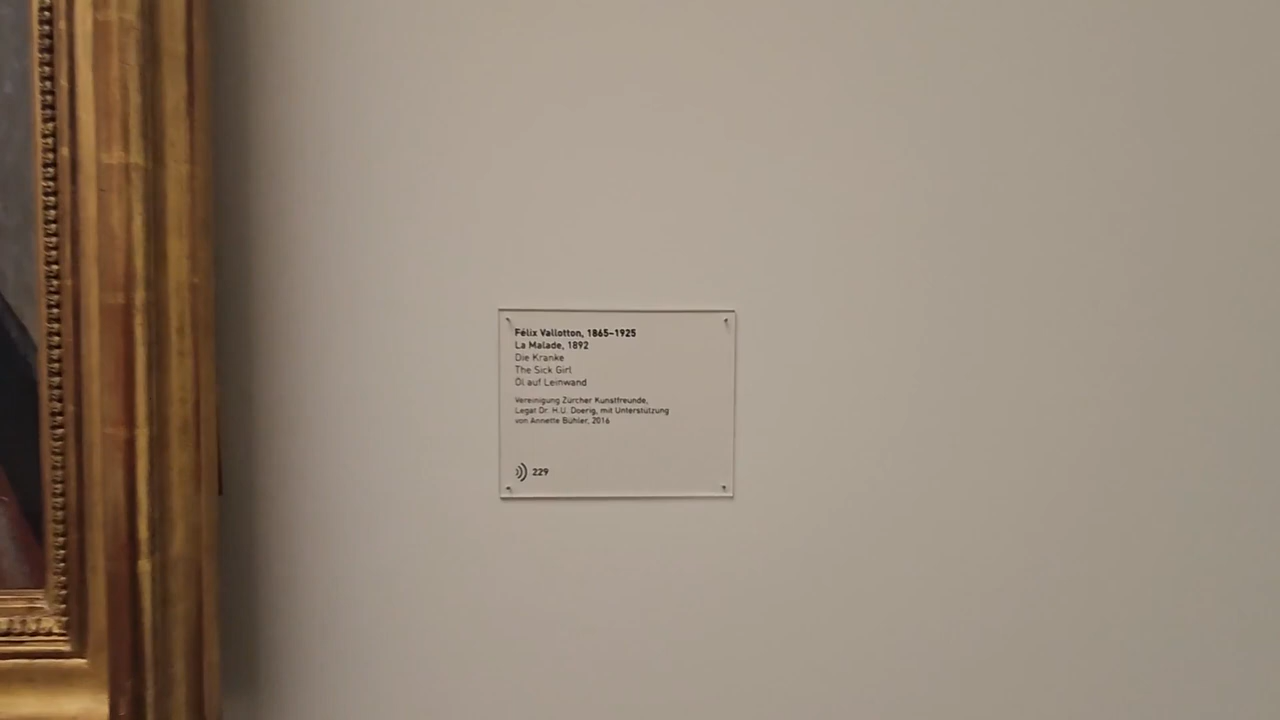 Félix Vallotton, 1865–1925
La Malade, 1892
Die Kranke
The Sick Girl
Öl auf Leinwand
Vereinigung Zürcher Kunstfreunde,
Legat Dr. H.U. Doerig, mit Unterstützung
von Annette Bühler, 2016
229